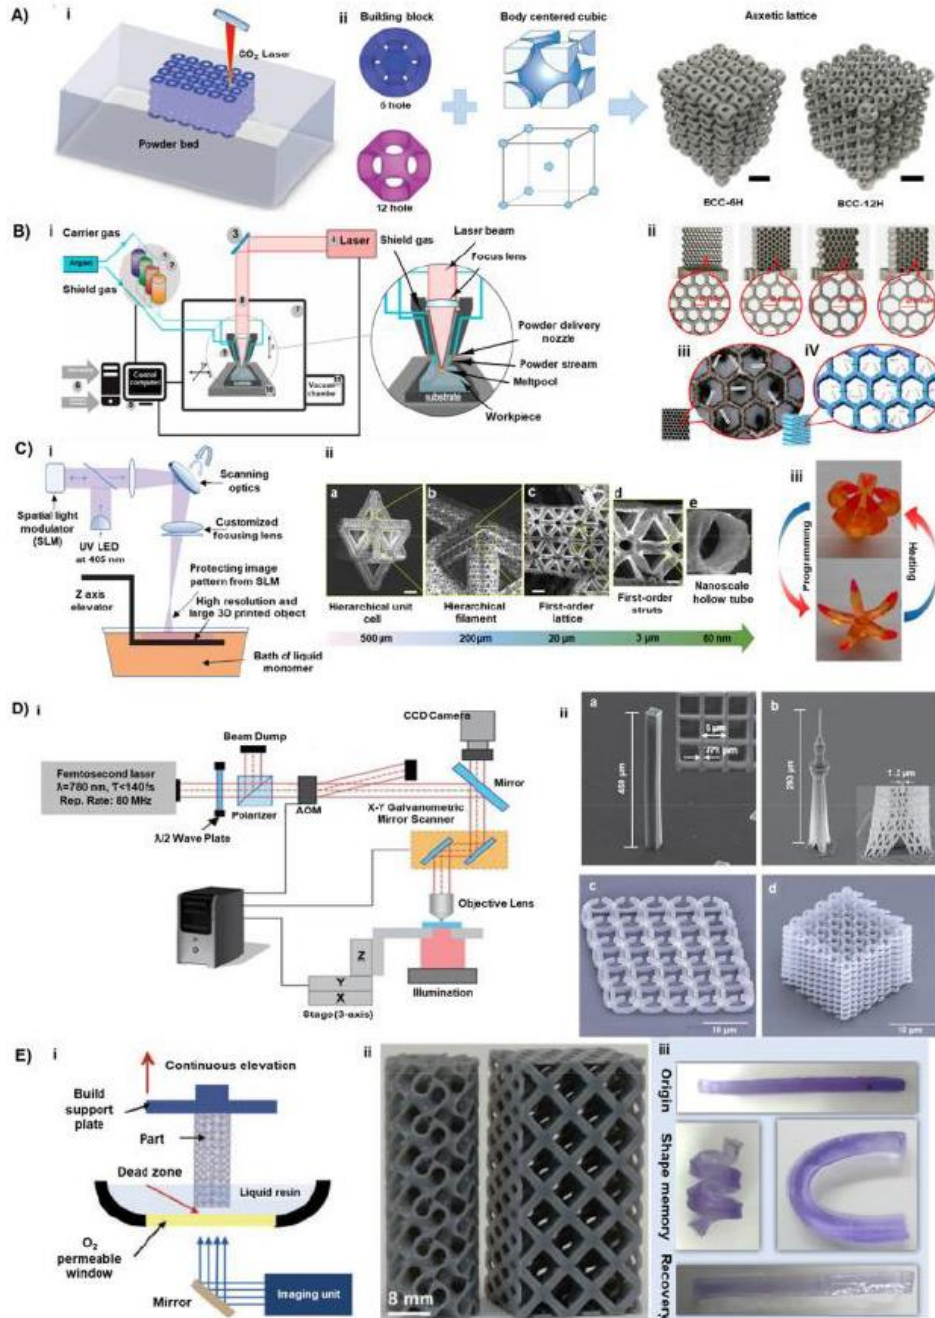 A)
i
CO₂ Laser
Powder bed
ii
Building block
6 hole
12 hole
Body centered cubic
Auxetic lattice
BCC-6H
BCC-12H
B)
i
Carrier gas
Argon
Shield gas
Control
computer
3
Laser
Vacuum
chamber
Shield gas
Laser beam
Focus lens
Powder delivery
nozzle
Powder stream
Meltpool
Workpiece
substrate
ii
iii
iV
C)
i
Spatial light
modulator
(SLM)
UV LED
at 405 nm
Scanning
optics
Customized
focusing lens
Protecting image
pattern from SLM
High resolution and
large 3D printed object
Z axis
elevator
Bath of liquid
monomer
ii
a
b
c
d
e
Hierarchical unit
cell
Hierarchical
filament
First-order
lattice
First-order
struts
Nanoscale
hollow tube
500 μm
200μm
20 μm
3 μm
60 nm
iii
Programming
Heating
D)
i
Femtosecond laser
λ=780 nm, T<140fs
Rep. Rate: 80 MHz
λ/2 Wave Plate
Beam Dump
Polarizer
AOM
CCD Camera
Mirror
X-Y Galvanometric
Mirror Scanner
Objective Lens
Z
Y
X
Stage (3-axis)
Illumination
ii
a
b
c
10 μm
d
10 μm
E)
i
Continuous elevation
Build
support
plate
Part
Dead zone
Liquid resin
O₂
permeable
window
Mirror
Imaging unit
ii
8 mm
iii
Origin
Shape memory
Recovery